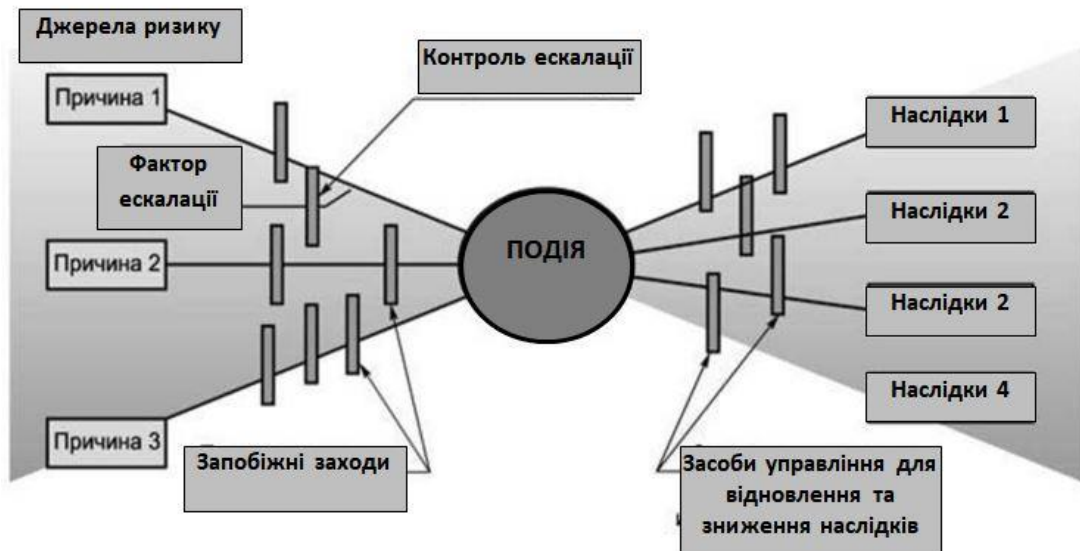 Джерела ризику
Контроль ескалації
Причина 1
Наслідки 1
Фактор
ескалації
Наслідки 2
ПОДІЯ
Причина 2
Наслідки 2
Наслідки 4
Причина 3
Запобіжні заходи
Засоби управління для
відновлення та
зниження наслідків